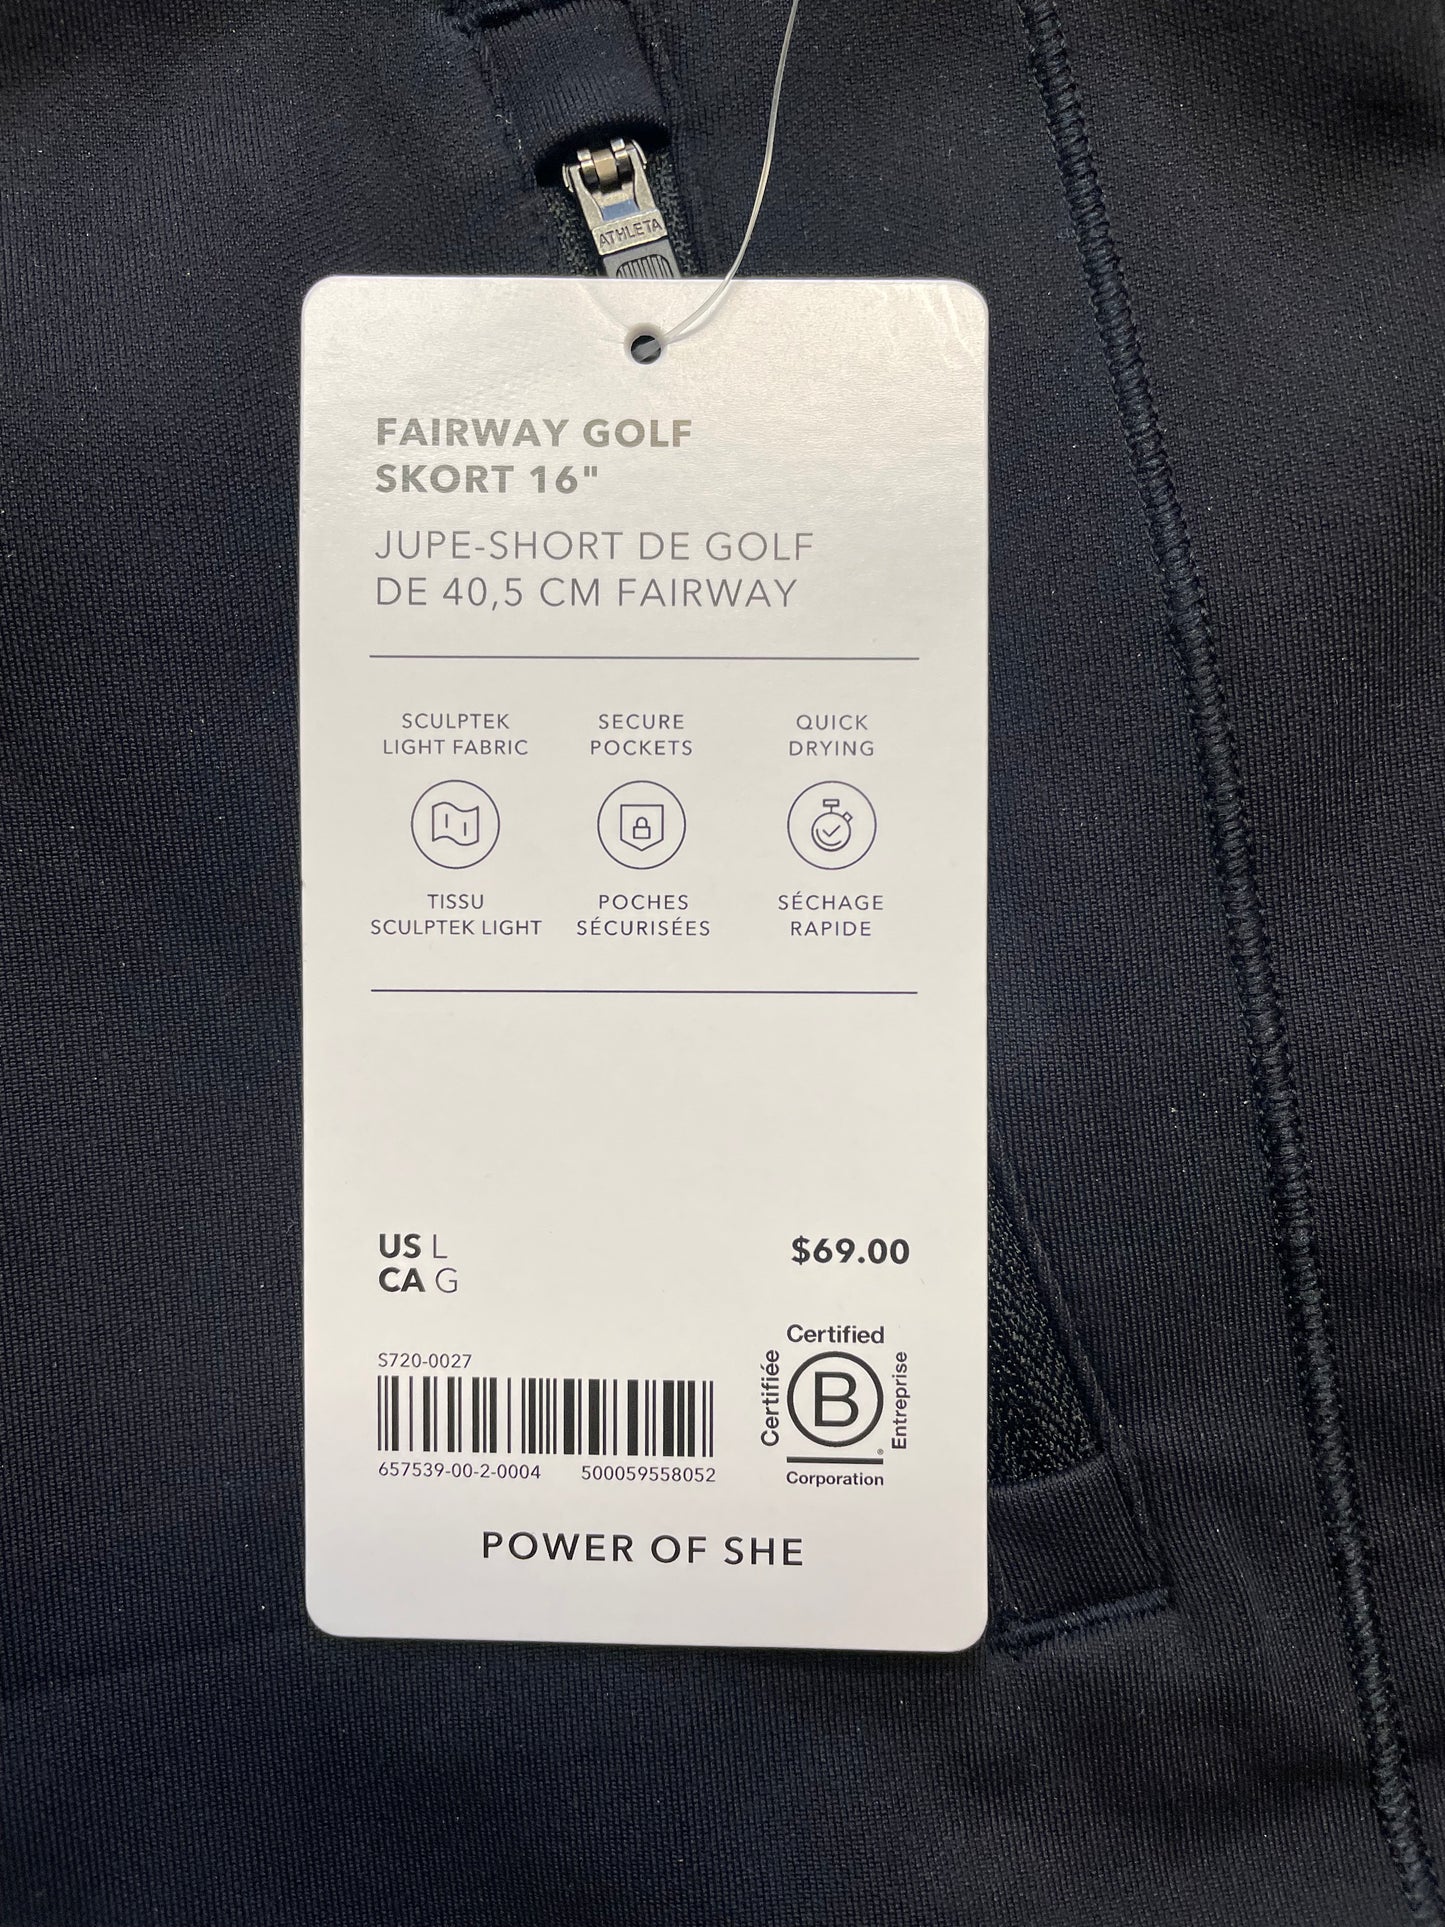 ATHLETA
FAIRWAY GOLF
SKORT 16"
JUPE-SHORT DE GOLF
DE 40,5 CM FAIRWAY
SCULPTEK
LIGHT FABRIC
SECURE
POCKETS
QUICK
DRYING
TISSU
SCULPTEK LIGHT
POCHES
SÉCURISÉES
SÉCHAGE
RAPIDE
US L
CA G
$69.00
S720-0027
657539-00-2-0004 500059558052
Certified
Certifiée
B
®
Entreprise
Corporation
POWER OF SHE